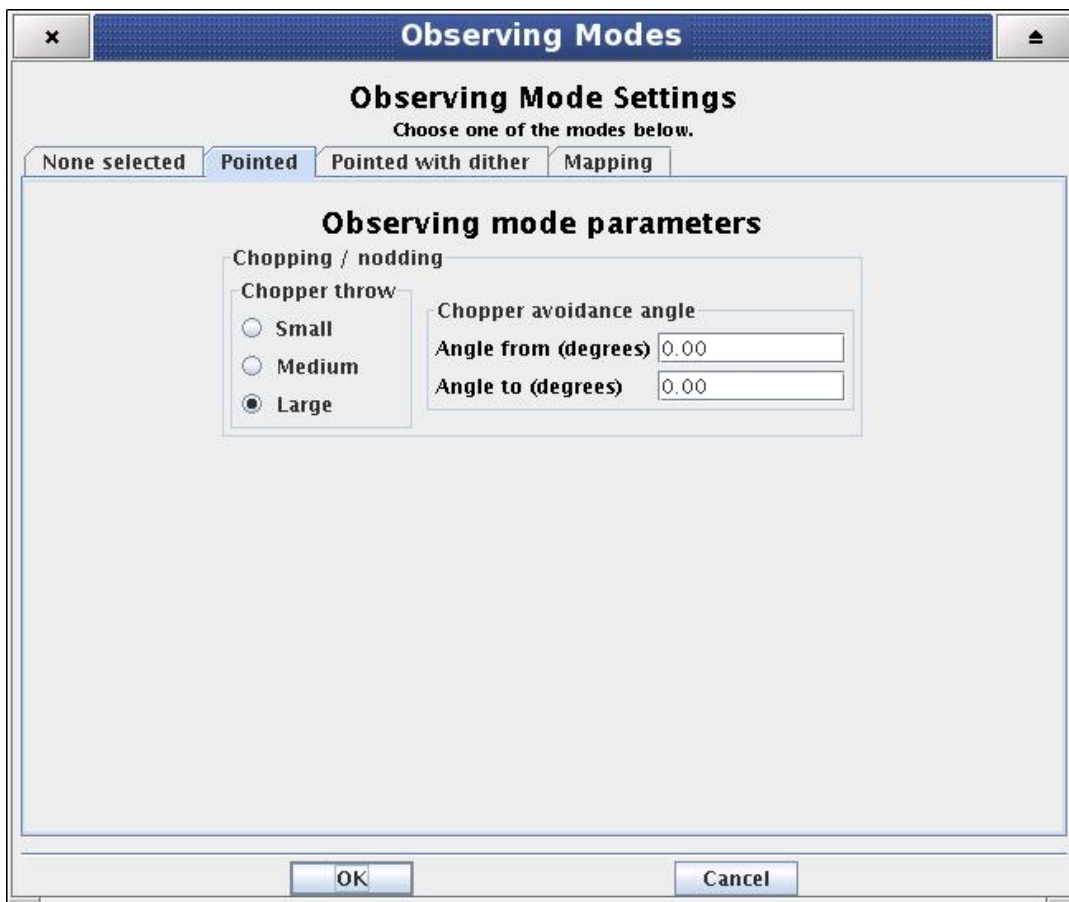 Observing Modes
Observing Mode Settings
Choose one of the modes below.
None selected Pointed Pointed with dither Mapping
Observing mode parameters
Chopping / nodding
Chopper throw
Small
Medium
Large
Chopper avoidance angle
Angle from (degrees) 0.00
Angle to (degrees) 0.00
OK Cancel